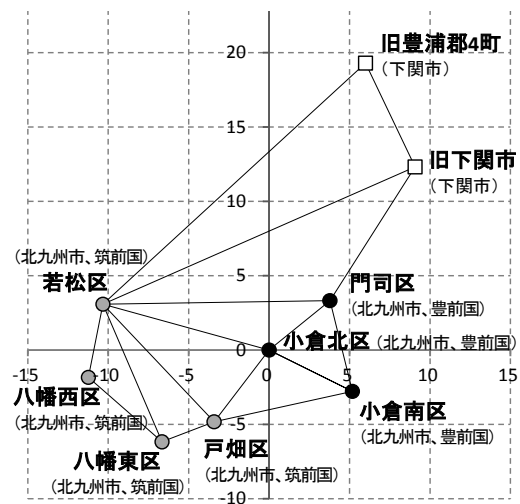 20
旧豊浦郡4町
（下関市）
15
旧下関市
（下関市）
10
5
（北九州市、筑前国）
若松区
門司区
（北九州市、豊前国）
小倉北区（北九州市、豊前国）
0
-15
-10
-5
0
5
10
15
八幡西区
（北九州市、筑前国）
-5
小倉南区
（北九州市、豊前国）
戸畑区
（北九州市、筑前国）
八幡東区
（北九州市、筑前国）
-10